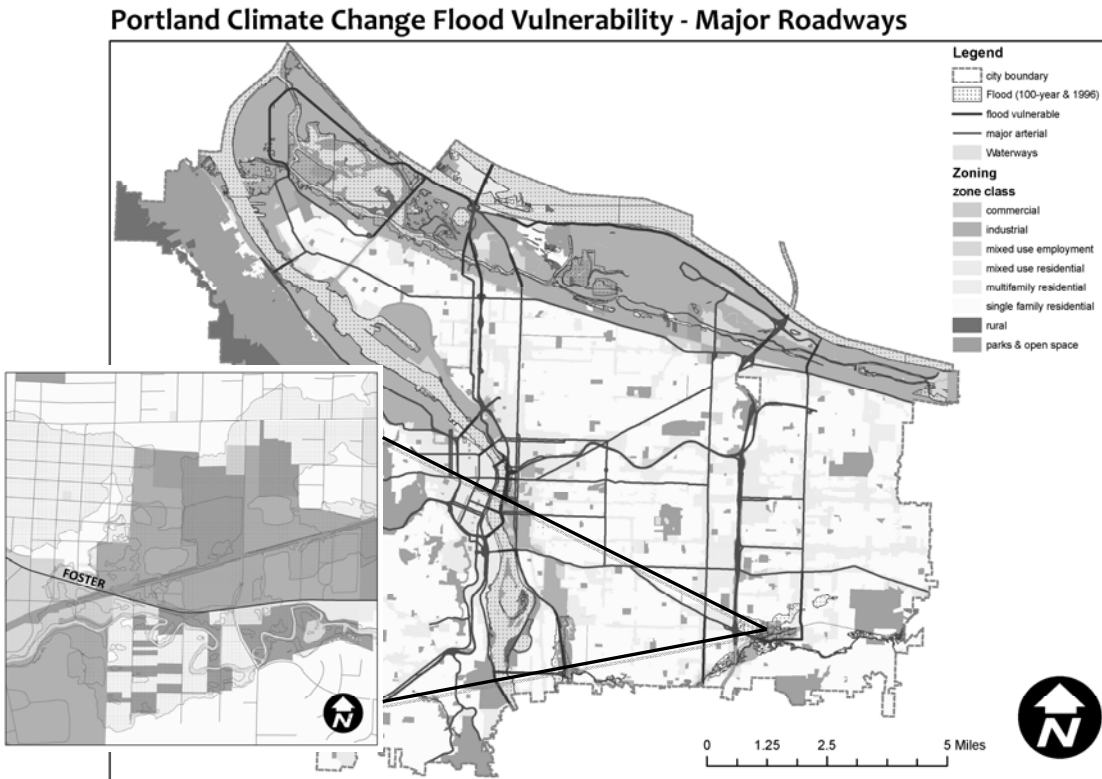 Portland Climate Change Flood Vulnerability - Major Roadways
Legend
city boundary
Flood (100-year & 1996)
flood vulnerable
major arterial
Waterways
Zoning
zone class
commercial
industrial
mixed use employment
mixed use residential
multifamily residential
single family residential
rural
parks & open space
FOSTER
N
0 1.25 2.5 5 Miles
N